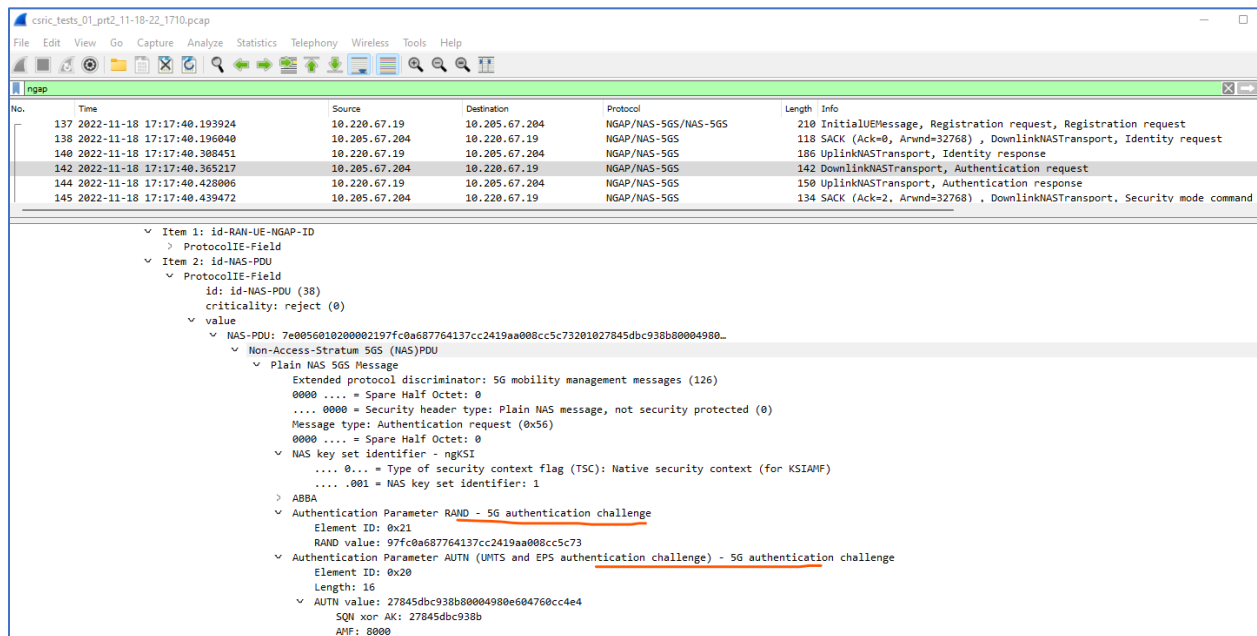 csric_tests_01_prt2_11-18-22_1710.pcap
File Edit View Go Capture Analyze Statistics Telephony Wireless Tools Help
ngap
No. Time Source Destination Protocol Length Info
137 2022-11-18 17:17:40.193924 10.220.67.19 10.205.67.204 NGAP/NAS-5GS/NAS-5GS 210 InitialUEMessage, Registration request, Registration request
138 2022-11-18 17:17:40.196040 10.205.67.204 10.220.67.19 NGAP/NAS-5GS 118 SACK (Ack=0, Arwnd=32768) , DownlinkNASTransport, Identity request
140 2022-11-18 17:17:40.308451 10.220.67.19 10.205.67.204 NGAP/NAS-5GS 186 UplinkNASTransport, Identity response
142 2022-11-18 17:17:40.365217 10.205.67.204 10.220.67.19 NGAP/NAS-5GS 142 DownlinkNASTransport, Authentication request
144 2022-11-18 17:17:40.428006 10.220.67.19 10.205.67.204 NGAP/NAS-5GS 150 UplinkNASTransport, Authentication response
145 2022-11-18 17:17:40.439472 10.205.67.204 10.220.67.19 NGAP/NAS-5GS 134 SACK (Ack=2, Arwnd=32768) , DownlinkNASTransport, Security mode command
Item 1: id-RAN-UE-NGAP-ID
ProtocolIE-Field
Item 2: id-NAS-PDU
ProtocolIE-Field
id: id-NAS-PDU (38)
criticality: reject (0)
value
NAS-PDU: 7e0056010200002197fc0a687764137cc2419aa008cc5c73201027845dbc938b80004980…
Non-Access-Stratum 5GS (NAS)PDU
Plain NAS 5GS Message
Extended protocol discriminator: 5G mobility management messages (126)
0000 .... = Spare Half Octet: 0
.... 0000 = Security header type: Plain NAS message, not security protected (0)
Message type: Authentication request (0x56)
0000 .... = Spare Half Octet: 0
NAS key set identifier - ngKSI
.... 0... = Type of security context flag (TSC): Native security context (for KSIAMF)
.... .001 = NAS key set identifier: 1
ABBA
Authentication Parameter RAND - 5G authentication challenge
Element ID: 0x21
RAND value: 97fc0a687764137cc2419aa008cc5c73
Authentication Parameter AUTN (UMTS and EPS authentication challenge) - 5G authentication challenge
Element ID: 0x20
Length: 16
AUTN value: 27845dbc938b80004980e604760cc4e4
SQN xor AK: 27845dbc938b
AMF: 8000